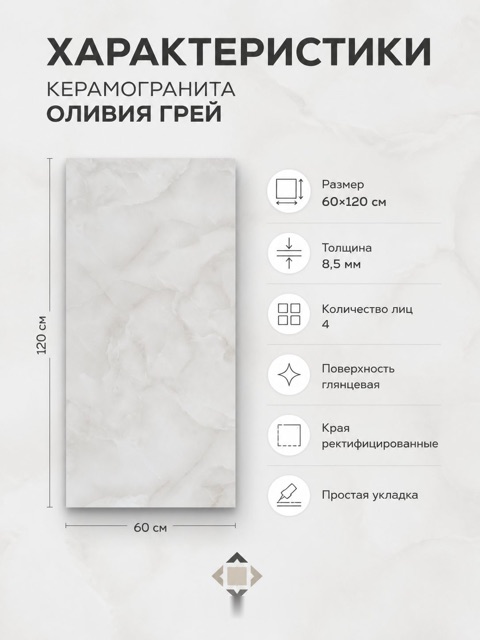 ХАРАКТЕРИСТИКИ
КЕРАМОГРАНИТА
ОЛИВИЯ ГРЕЙ
120 см
60 см
Размер
60×120 см
Толщина
8,5 мм
Количество лиц
4
Поверхность
глянцевая
Края
ректифицированные
Простая укладка